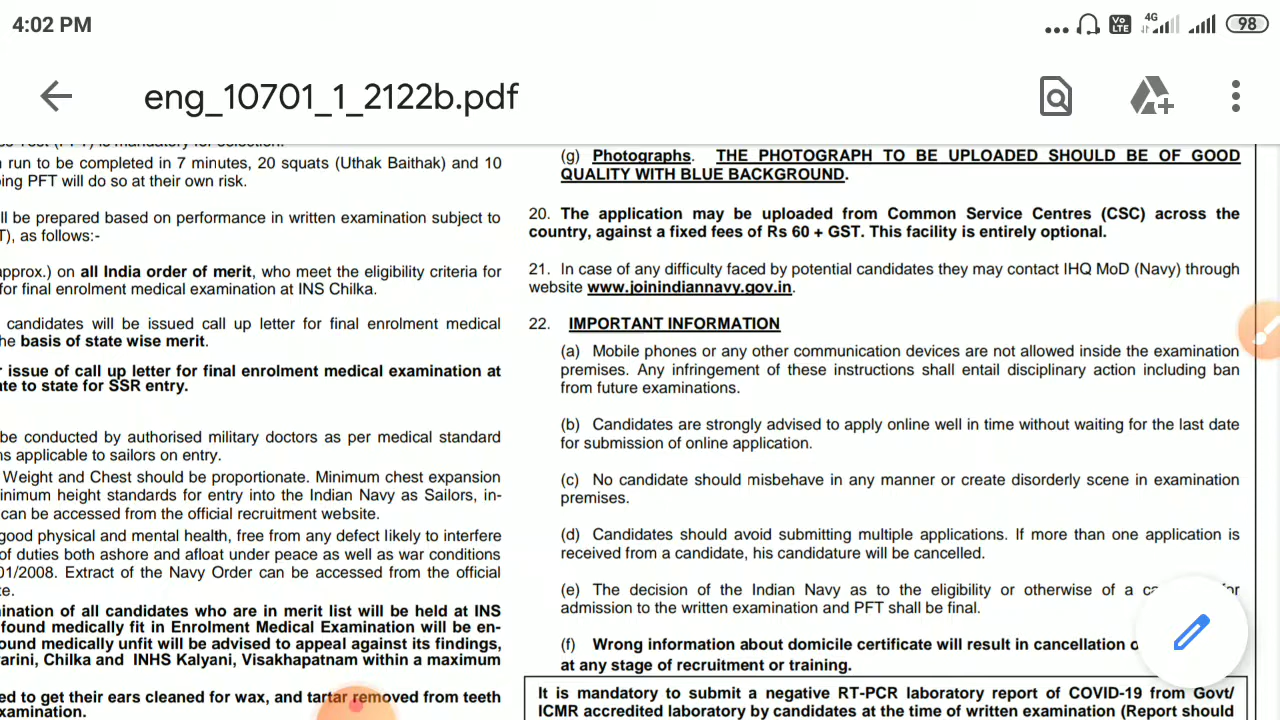 4:02 PM
Vo LTE
4G
98
eng_10701_1_2122b.pdf
run to be completed in 7 minutes, 20 squats (Uthak Baithak) and 10
ing PFT will do so at their own risk.
ll be prepared based on performance in written examination subject to
T), as follows:-
approx.) on all India order of merit, who meet the eligibility criteria for
for final enrolment medical examination at INS Chilka.
candidates will be issued call up letter for final enrolment medical
he basis of state wise merit.
r issue of call up letter for final enrolment medical examination at
ate to state for SSR entry.
be conducted by authorised military doctors as per medical standard
ns applicable to sailors on entry.
Weight and Chest should be proportionate. Minimum chest expansion
inimum height standards for entry into the Indian Navy as Sailors, in-
can be accessed from the official recruitment website.
good physical and mental health, free from any defect likely to interfere
of duties both ashore and afloat under peace as well as war conditions
01/2008. Extract of the Navy Order can be accessed from the official
te.
ination of all candidates who are in merit list will be held at INS
found medically fit in Enrolment Medical Examination will be en-
ound medically unfit will be advised to appeal against its findings,
arini, Chilka and INHS Kalyani, Visakhapatnam within a maximum
ed to get their ears cleaned for wax, and tartar removed from teeth
xamination.
(g) Photographs. THE PHOTOGRAPH TO BE UPLOADED SHOULD BE OF GOOD
QUALITY WITH BLUE BACKGROUND.
20. The application may be uploaded from Common Service Centres (CSC) across the
country, against a fixed fees of Rs 60 + GST. This facility is entirely optional.
21. In case of any difficulty faced by potential candidates they may contact IHQ MoD (Navy) through
website www.joinindiannavy.gov.in.
22. IMPORTANT INFORMATION
(a) Mobile phones or any other communication devices are not allowed inside the examination
premises. Any infringement of these instructions shall entail disciplinary action including ban
from future examinations.
(b) Candidates are strongly advised to apply online well in time without waiting for the last date
for submission of online application.
(c) No candidate should misbehave in any manner or create disorderly scene in examination
premises.
(d) Candidates should avoid submitting multiple applications. If more than one application is
received from a candidate, his candidature will be cancelled.
(e) The decision of the Indian Navy as to the eligibility or otherwise of a
admission to the written examination and PFT shall be final.
(f) Wrong information about domicile certificate will result in cancellation
at any stage of recruitment or training.
It is mandatory to submit a negative RT-PCR laboratory report of COVID-19 from Govt/
ICMR accredited laboratory by candidates at the time of written examination (Report should